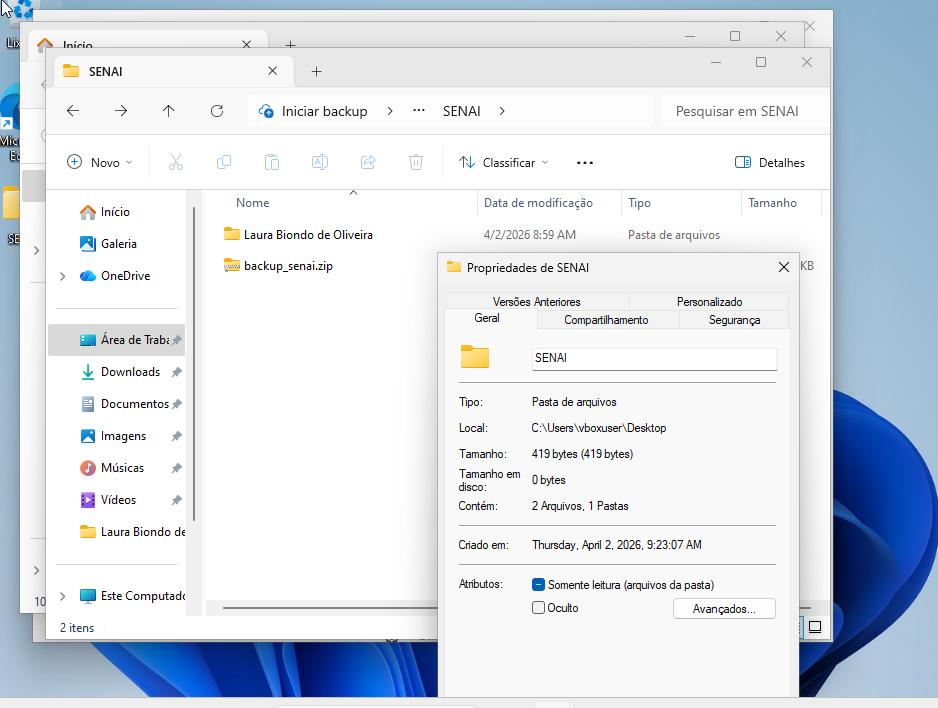 Início
SENAI
Iniciar backup
SENAI
Pesquisar em SENAI
Novo
Classificar
Detalhes
Nome
Data de modificação
Tipo
Tamanho
Início
Galeria
OneDrive
Área de Traba
Downloads
Documentos
Imagens
Músicas
Vídeos
Laura Biondo de
Este Computado
Laura Biondo de Oliveira
4/2/2026 8:59 AM
Pasta de arquivos
backup_senai.zip
KB
2 itens
10
Propriedades de SENAI
Versões Anteriores
Personalizado
Geral
Compartilhamento
Segurança
SENAI
Tipo:
Pasta de arquivos
Local:
C:\Users\vboxuser\Desktop
Tamanho:
419 bytes (419 bytes)
Tamanho em
disco:
0 bytes
Contém:
2 Arquivos, 1 Pastas
Criado em:
Thursday, April 2, 2026, 9:23:07 AM
Atributos:
Somente leitura (arquivos da pasta)
Oculto
Avançados...